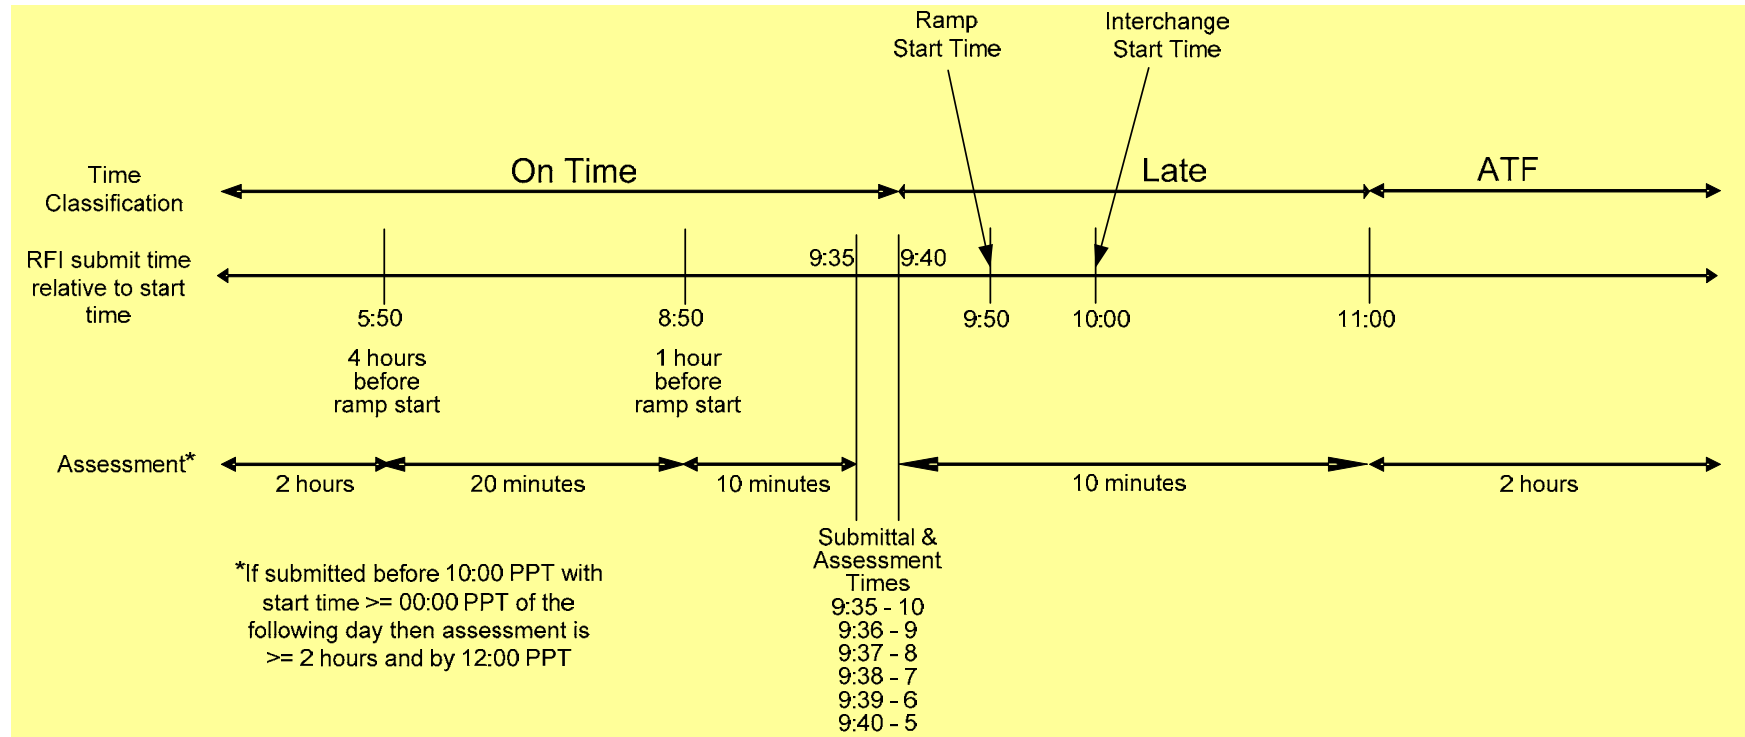 Ramp
Start Time
Interchange
Start Time
Time
Classification
On Time
Late
ATF
RFI submit time
relative to start
time
9:35
9:40
5:50
8:50
9:50
10:00
11:00
4 hours
before
ramp start
1 hour
before
ramp start
Assessment*
2 hours
20 minutes
10 minutes
10 minutes
2 hours
Submittal &
Assessment
Times
9:35 - 10
9:36 - 9
9:37 - 8
9:38 - 7
9:39 - 6
9:40 - 5
*If submitted before 10:00 PPT with
start time >= 00:00 PPT of the
following day then assessment is
>= 2 hours and by 12:00 PPT